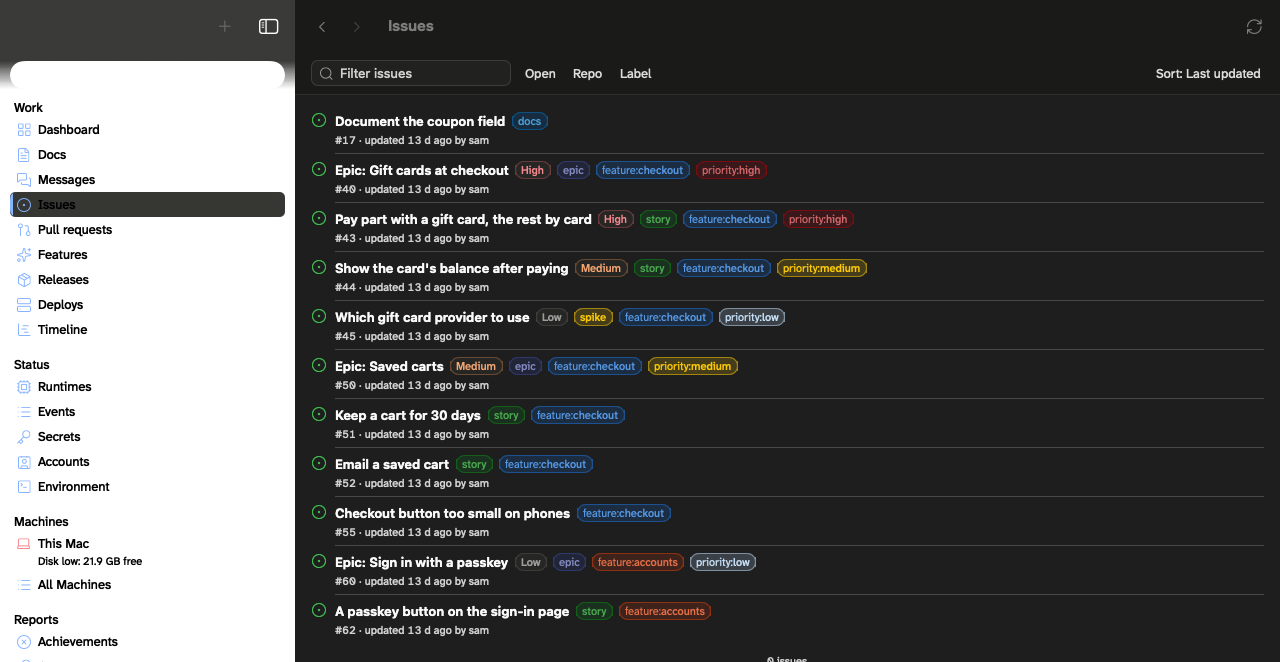 Issues
Filter issues
Open
Repo
Label
Sort: Last updated
Work
Dashboard
Docs
Messages
Issues
Pull requests
Features
Releases
Deploys
Timeline
Status
Runtimes
Events
Secrets
Accounts
Environment
Machines
This Mac
Disk low: 21.9 GB free
All Machines
Reports
Achievements
Document the coupon field docs
#17 · updated 13 d ago by sam
Epic: Gift cards at checkout High epic feature:checkout priority:high
#40 · updated 13 d ago by sam
Pay part with a gift card, the rest by card High story feature:checkout priority:high
#43 · updated 13 d ago by sam
Show the card's balance after paying Medium story feature:checkout priority:medium
#44 · updated 13 d ago by sam
Which gift card provider to use Low spike feature:checkout priority:low
#45 · updated 13 d ago by sam
Epic: Saved carts Medium epic feature:checkout priority:medium
#50 · updated 13 d ago by sam
Keep a cart for 30 days story feature:checkout
#51 · updated 13 d ago by sam
Email a saved cart story feature:checkout
#52 · updated 13 d ago by sam
Checkout button too small on phones feature:checkout
#55 · updated 13 d ago by sam
Epic: Sign in with a passkey Low epic feature:accounts priority:low
#60 · updated 13 d ago by sam
A passkey button on the sign-in page story feature:accounts
#62 · updated 13 d ago by sam
issues